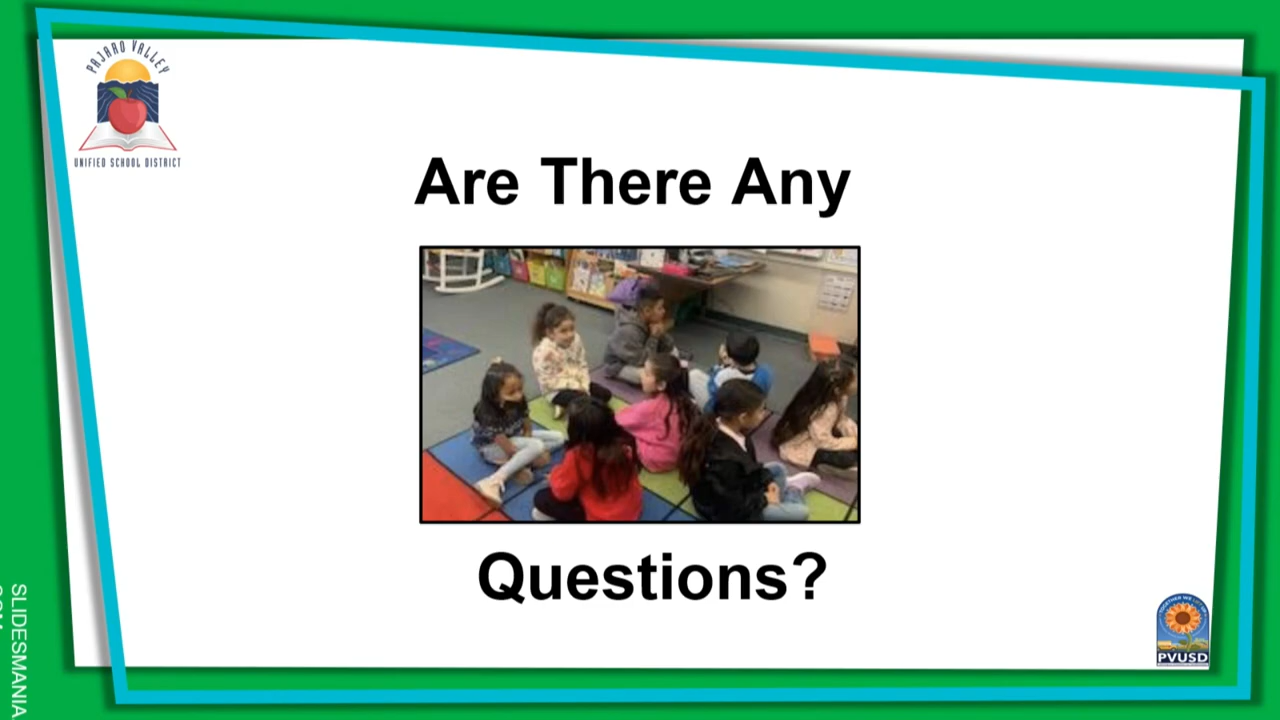 PAJARO VALLEY
UNIFIED SCHOOL DISTRICT
Are There Any
Questions?
PVUSD
SLIDESMANIA.